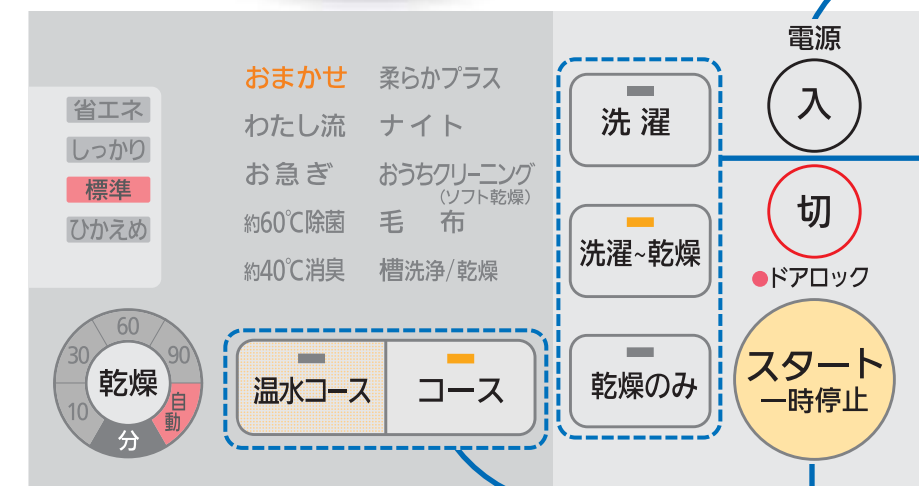 電源
入
切
●ドアロック
スタート
一時停止
洗濯
洗濯~乾燥
乾燥のみ
おまかせ 柔らかプラス
わたし流 ナイト
お急ぎ おうちクリーニング
(ソフト乾燥)
約60℃除菌 毛布
約40℃消臭 槽洗浄/乾燥
温水コース コース
省エネ
しっかり
標準
ひかえめ
60
30 90
乾燥
10 自動
分